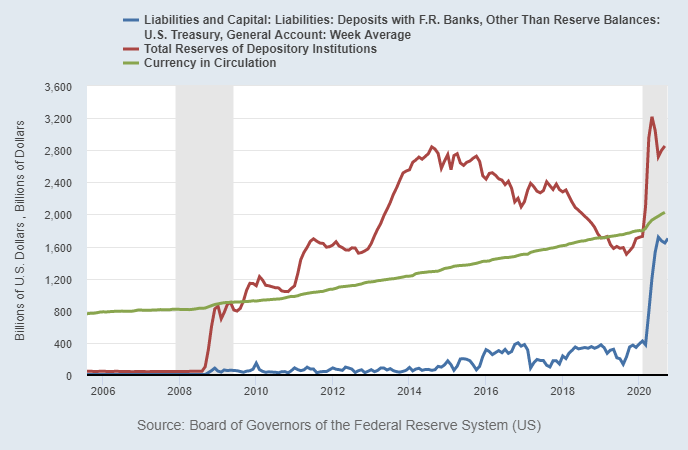 Liabilities and Capital: Liabilities: Deposits with F.R. Banks, Other Than Reserve Balances:
U.S. Treasury, General Account: Week Average
Total Reserves of Depository Institutions
Currency in Circulation
3,600
3,200
2,800
2,400
2,000
1,600
1,200
800
400
0
Billions of U.S. Dollars , Billions of Dollars
2006 2008 2010 2012 2014 2016 2018 2020
Source: Board of Governors of the Federal Reserve System (US)